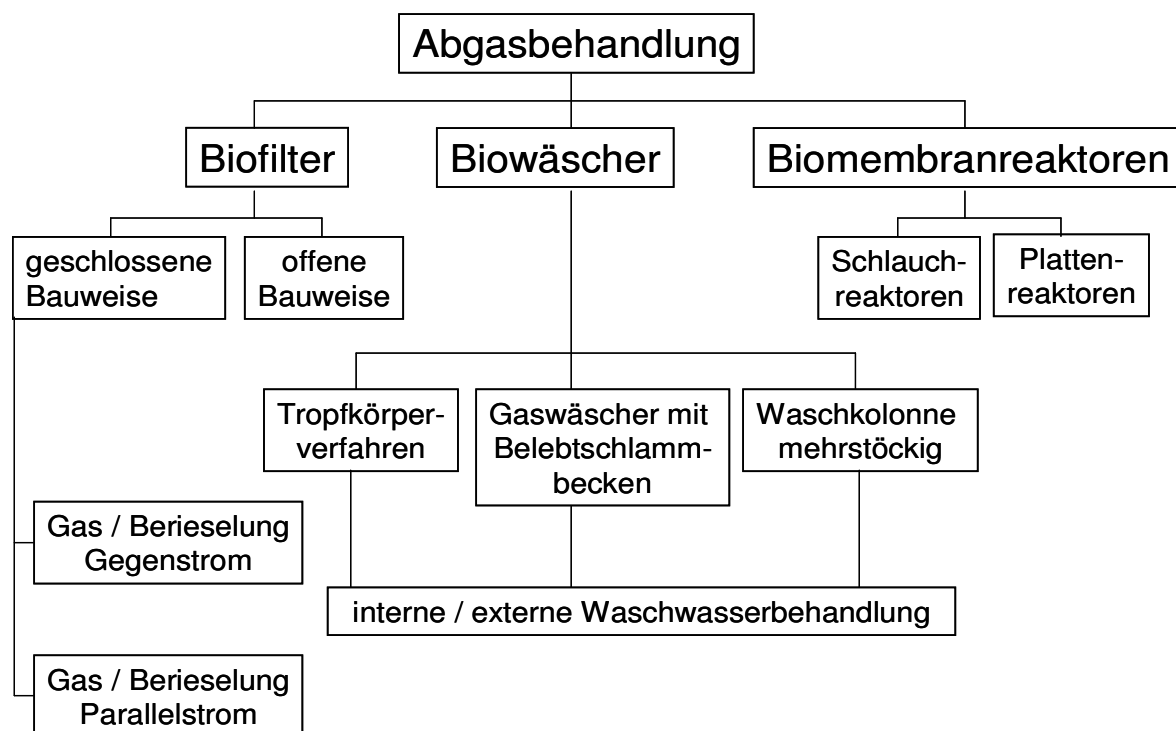 Abgasbehandlung
Biofilter
Biowäscher
Biomembranreaktoren
geschlossene
Bauweise
offene
Bauweise
Schlauch-
reaktoren
Platten-
reaktoren
Tropfkörper-
verfahren
Gaswäscher mit
Belebtschlamm-
becken
Waschkolonne
mehrstöckig
Gas / Berieselung
Gegenstrom
interne / externe Waschwasserbehandlung
Gas / Berieselung
Parallelstrom